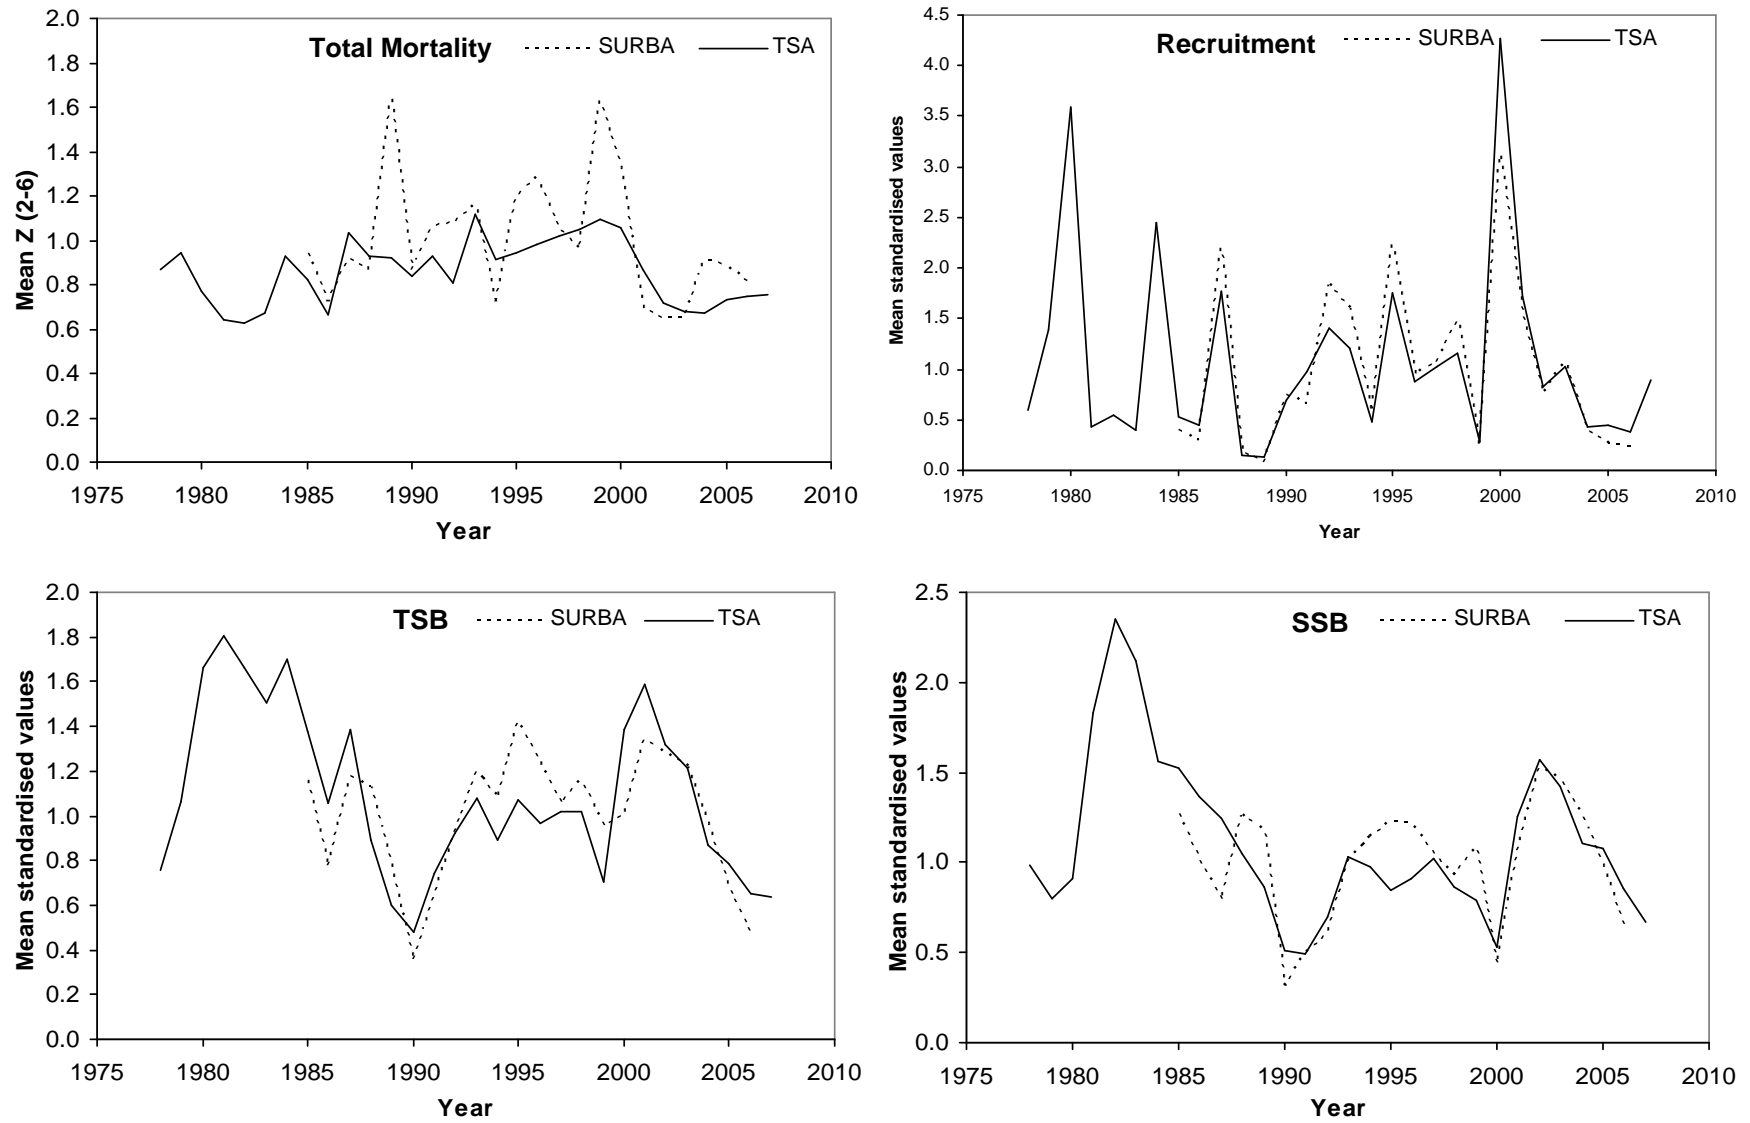 Total Mortality SURBA TSA
Mean Z (2-6)
2.0
1.8
1.6
1.4
1.2
1.0
0.8
0.6
0.4
0.2
0.0
1975 1980 1985 1990 1995 2000 2005 2010
Year
Recruitment SURBA TSA
Mean standardised values
4.5
4.0
3.5
3.0
2.5
2.0
1.5
1.0
0.5
0.0
1975 1980 1985 1990 1995 2000 2005 2010
Year
TSB SURBA TSA
Mean standardised values
2.0
1.8
1.6
1.4
1.2
1.0
0.8
0.6
0.4
0.2
0.0
1975 1980 1985 1990 1995 2000 2005 2010
Year
SSB SURBA TSA
Mean standardised values
2.5
2.0
1.5
1.0
0.5
0.0
1975 1980 1985 1990 1995 2000 2005 2010
Year